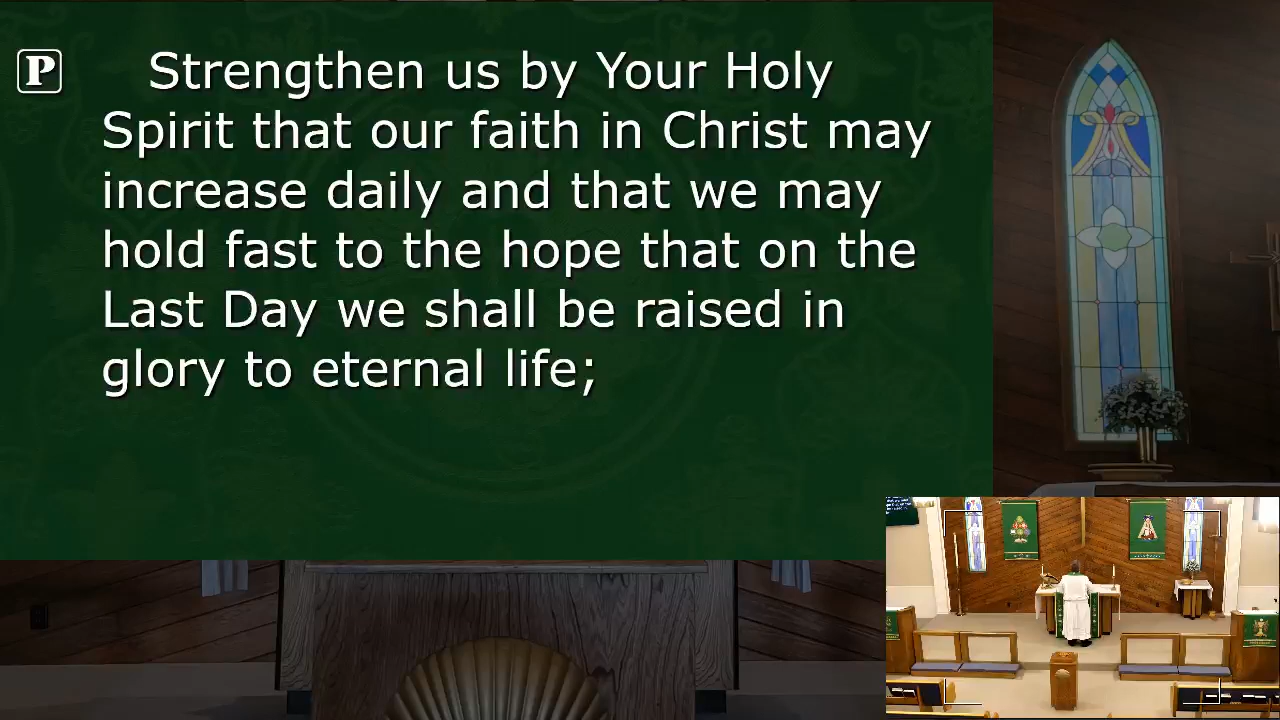 P Strengthen us by Your Holy
Spirit that our faith in Christ may
increase daily and that we may
hold fast to the hope that on the
Last Day we shall be raised in
glory to eternal life;